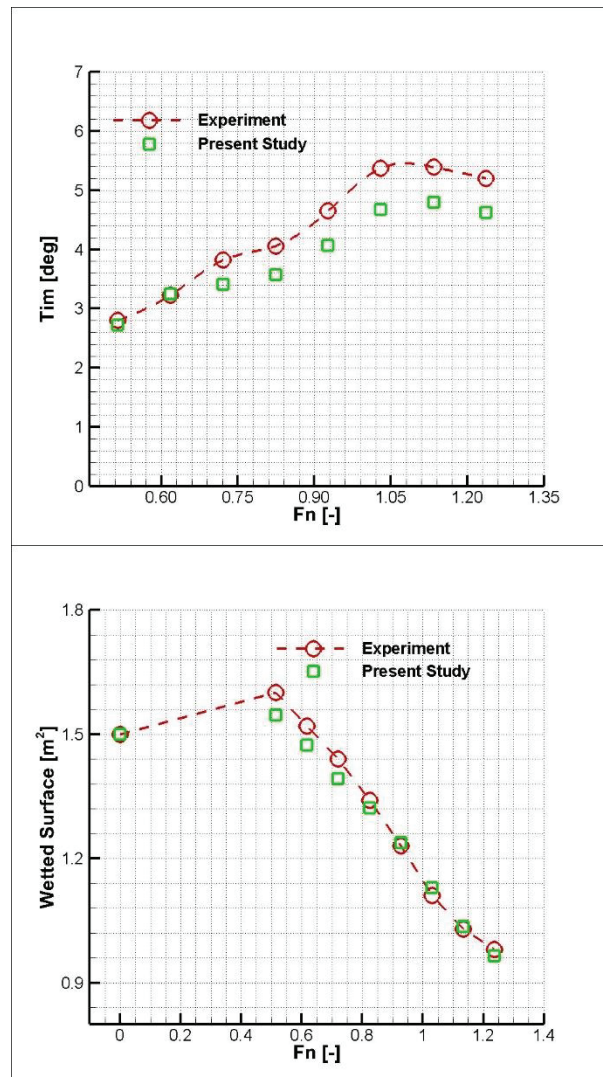 7
6
5
4
3
2
1
0
Tim [deg]
Experiment
Present Study
0.60 0.75 0.90 1.05 1.20 1.35
Fn [-]
1.8
1.5
1.2
0.9
Wetted Surface [m²]
Experiment
Present Study
0 0.2 0.4 0.6 0.8 1 1.2 1.4
Fn [-]